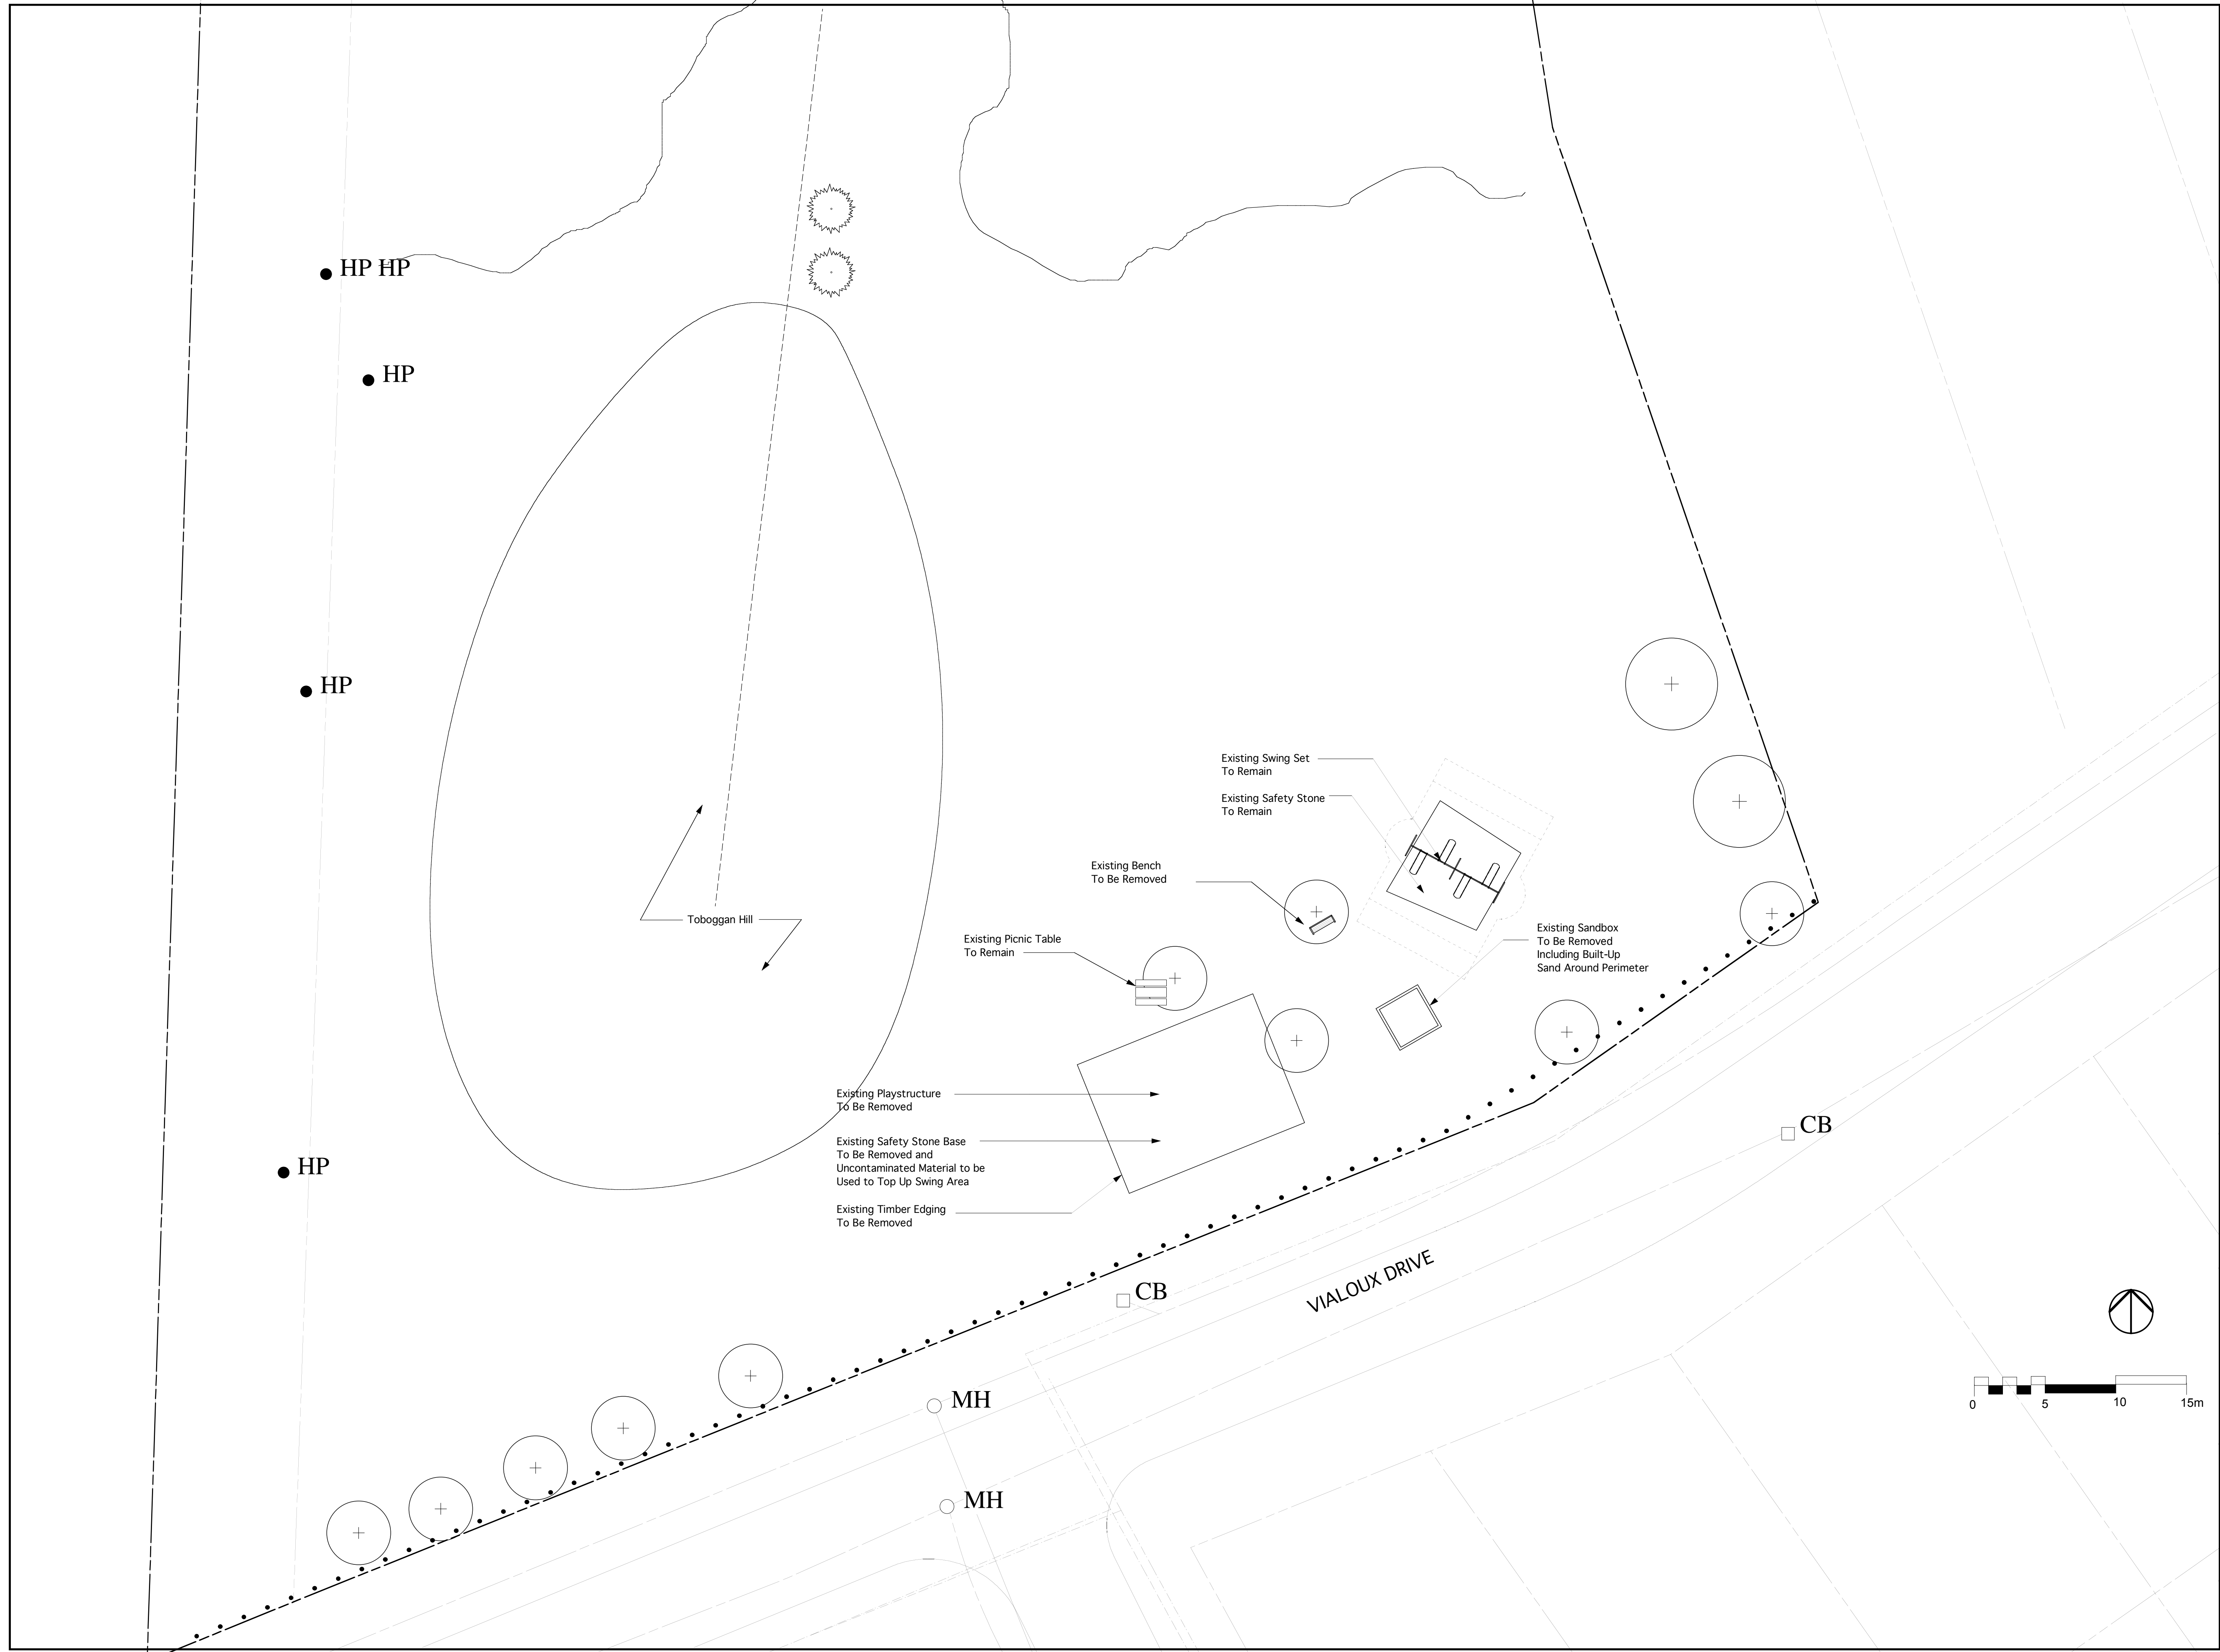 HP HP
HP
HP
Existing Swing Set
To Remain
Existing Safety Stone
To Remain
Existing Bench
To Be Removed
Toboggan Hill
Existing Picnic Table
To Remain
Existing Sandbox
To Be Removed
Including Built-Up
Sand Around Perimeter
Existing Playstructure
To Be Removed
Existing Safety Stone Base
To Be Removed and
Uncontaminated Material to be
Used to Top Up Swing Area
Existing Timber Edging
To Be Removed
HP
CB
CB
VIALOUX DRIVE
MH
MH
0 5 10 15m